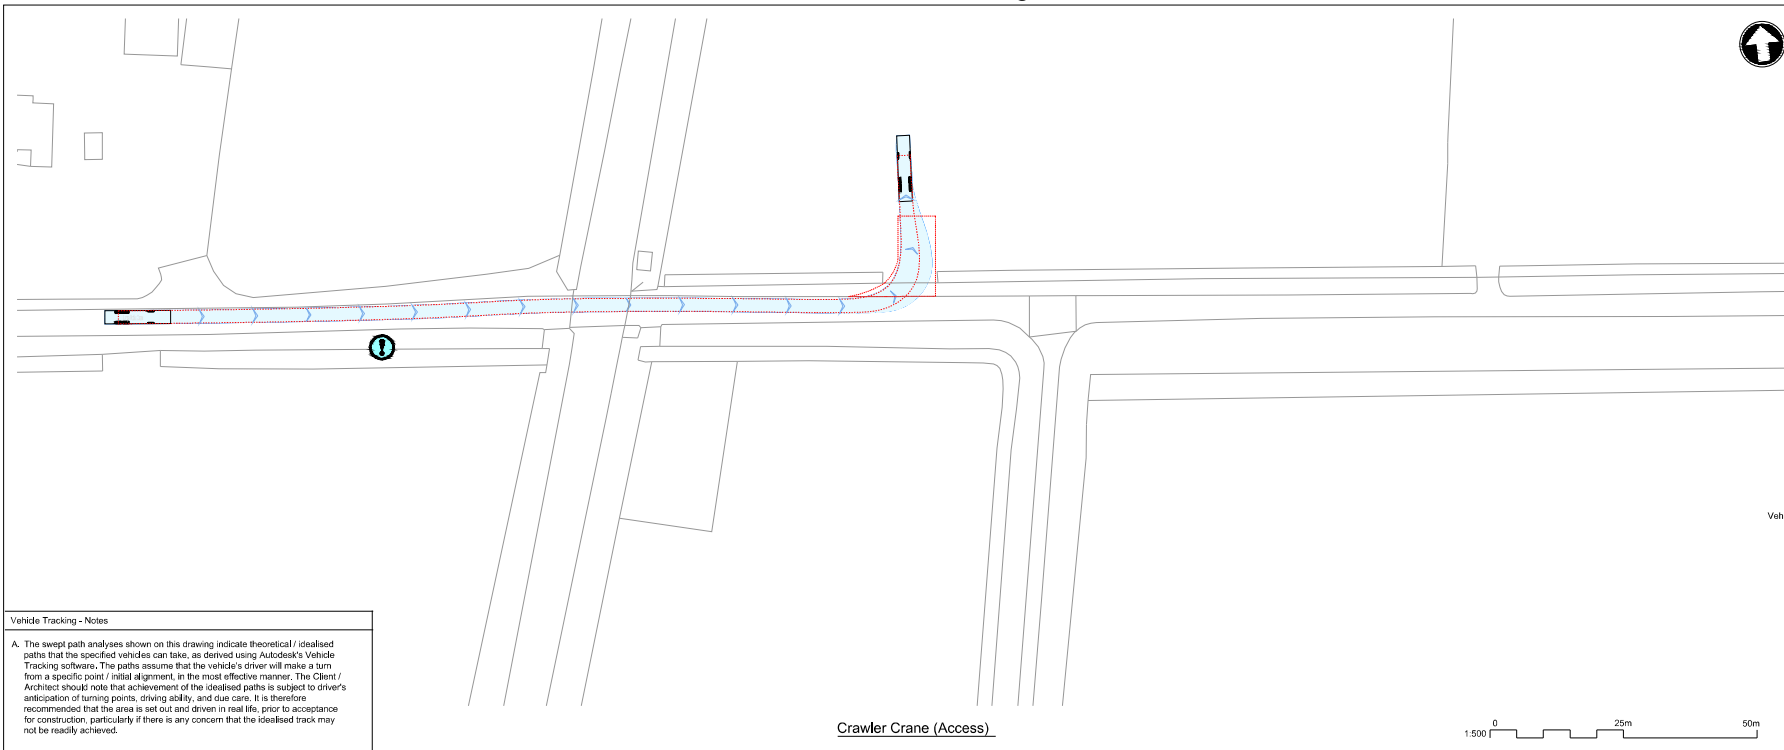 Vehicle Tracking - Notes
A. The swept path analyses shown on this drawing indicate theoretical / idealised
paths that the specified vehicles can take, as derived using Autodesk's Vehicle
Tracking software. The paths assume that the vehicle's driver will make a turn
from a specific point / initial alignment, in the most effective manner. The Client /
Architect should note that achievement of the idealised paths is subject to driver's
anticipation of turning points, driving ability, and due care. It is therefore
recommended that the area is set out and driven in real life, prior to acceptance
for construction, particularly if there is any concern that the idealised track may
not be readily achieved.
Crawler Crane (Access)
Veh
0 25m 50m
1:500